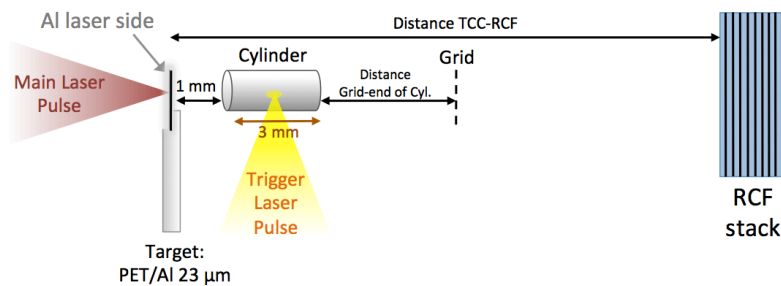 Al laser side
Distance TCC-RCF
Main Laser
Pulse
1 mm
Cylinder
Distance
Grid-end of Cyl.
Grid
3 mm
Trigger
Laser
Pulse
Target:
PET/Al 23 μm
RCF
stack